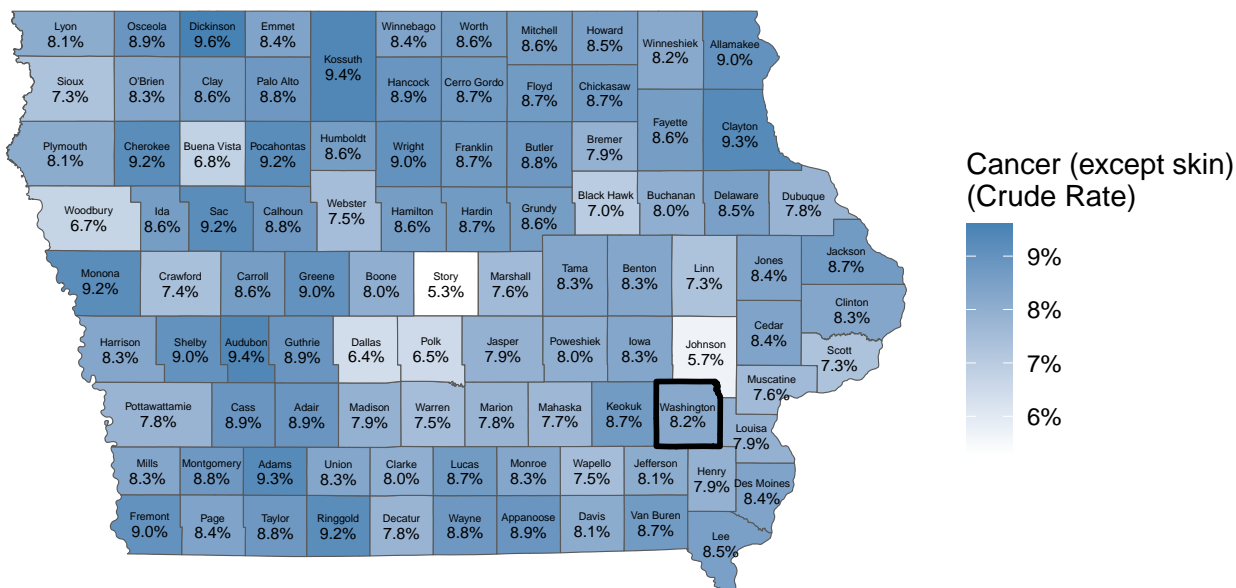 Lyon
8.1%
Osceola
8.9%
Dickinson
9.6%
Emmet
8.4%
Kossuth
9.4%
Winnebago
8.4%
Worth
8.6%
Mitchell
8.6%
Howard
8.5%
Winneshiek
8.2%
Allamakee
9.0%
Sioux
7.3%
O'Brien
8.3%
Clay
8.6%
Palo Alto
8.8%
Hancock
8.9%
Cerro Gordo
8.7%
Floyd
8.7%
Chickasaw
8.7%
Fayette
8.6%
Clayton
9.3%
Plymouth
8.1%
Cherokee
9.2%
Buena Vista
6.8%
Pocahontas
9.2%
Humboldt
8.6%
Wright
9.0%
Franklin
8.7%
Butler
8.8%
Bremer
7.9%
Woodbury
6.7%
Ida
8.6%
Sac
9.2%
Calhoun
8.8%
Webster
7.5%
Hamilton
8.6%
Hardin
8.7%
Grundy
8.6%
Black Hawk
7.0%
Buchanan
8.0%
Delaware
8.5%
Dubuque
7.8%
Monona
9.2%
Crawford
7.4%
Carroll
8.6%
Greene
9.0%
Boone
8.0%
Story
5.3%
Marshall
7.6%
Tama
8.3%
Benton
8.3%
Linn
7.3%
Jones
8.4%
Jackson
8.7%
Clinton
8.3%
Harrison
8.3%
Shelby
9.0%
Audubon
9.4%
Guthrie
8.9%
Dallas
6.4%
Polk
6.5%
Jasper
7.9%
Poweshiek
8.0%
Iowa
8.3%
Johnson
5.7%
Cedar
8.4%
Scott
7.3%
Muscatine
7.6%
Pottawattamie
7.8%
Cass
8.9%
Adair
8.9%
Madison
7.9%
Warren
7.5%
Marion
7.8%
Mahaska
7.7%
Keokuk
8.7%
Washington
8.2%
Louisa
7.9%
Mills
8.3%
Montgomery
8.8%
Adams
9.3%
Union
8.3%
Clarke
8.0%
Lucas
8.7%
Monroe
8.3%
Wapello
7.5%
Jefferson
8.1%
Henry
7.9%
Des Moines
8.4%
Fremont
9.0%
Page
8.4%
Taylor
8.8%
Ringgold
9.2%
Decatur
7.8%
Wayne
8.8%
Appanoose
8.9%
Davis
8.1%
Van Buren
8.7%
Lee
8.5%
Cancer (except skin)
(Crude Rate)
9%
8%
7%
6%